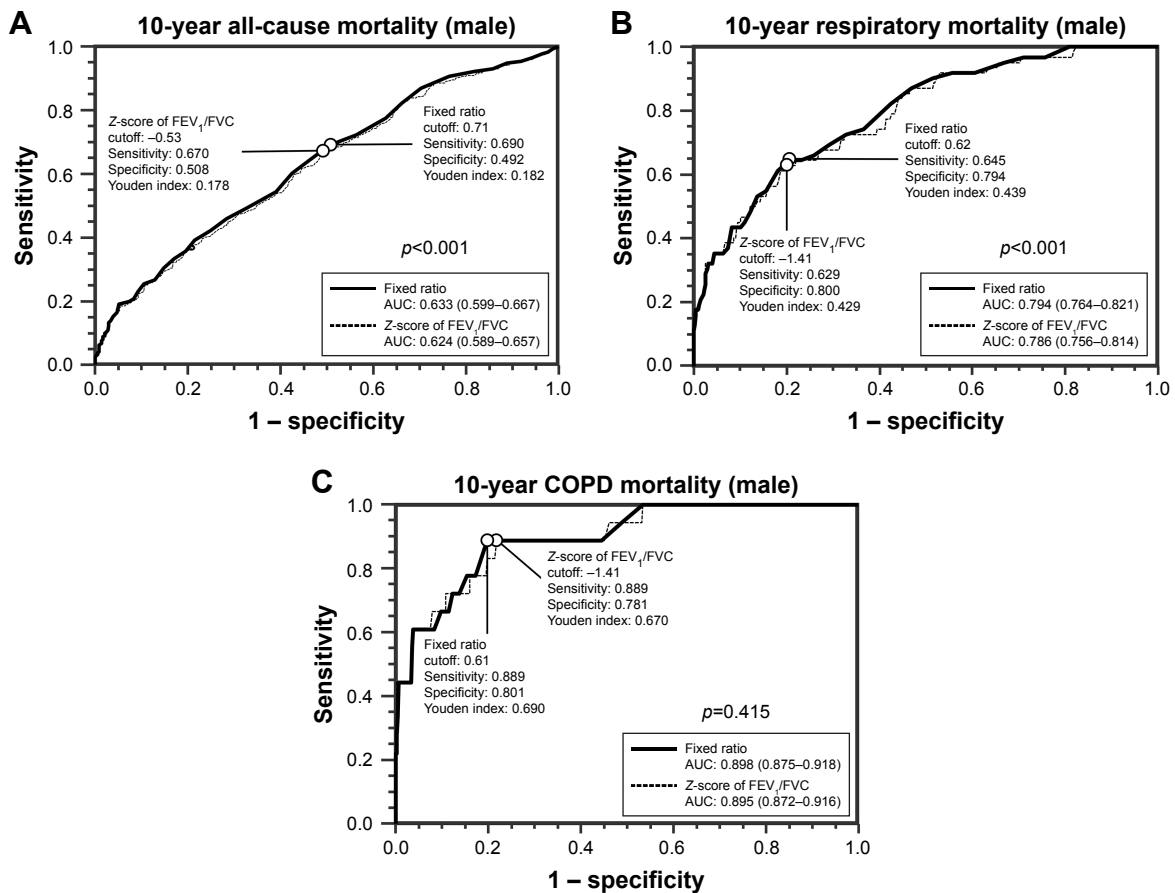 A
10-year all-cause mortality (male)
Sensitivity
1.0
0.8
0.6
0.4
0.2
0.0
Z-score of FEV1/FVC
cutoff: –0.53
Sensitivity: 0.670
Specificity: 0.508
Youden index: 0.178
Fixed ratio
cutoff: 0.71
Sensitivity: 0.690
Specificity: 0.492
Youden index: 0.182
p<0.001
Fixed ratio
AUC: 0.633 (0.599–0.667)
Z-score of FEV1/FVC
AUC: 0.624 (0.589–0.657)
0.0 0.2 0.4 0.6 0.8 1.0
1 – specificity
B
10-year respiratory mortality (male)
Sensitivity
1.0
0.8
0.6
0.4
0.2
0.0
Fixed ratio
cutoff: 0.62
Sensitivity: 0.645
Specificity: 0.794
Youden index: 0.439
Z-score of FEV1/FVC
cutoff: –1.41
Sensitivity: 0.629
Specificity: 0.800
Youden index: 0.429
p<0.001
Fixed ratio
AUC: 0.794 (0.764–0.821)
Z-score of FEV1/FVC
AUC: 0.786 (0.756–0.814)
0.0 0.2 0.4 0.6 0.8 1.0
1 – specificity
C
10-year COPD mortality (male)
Sensitivity
1.0
0.8
0.6
0.4
0.2
0.0
Z-score of FEV1/FVC
cutoff: –1.41
Sensitivity: 0.889
Specificity: 0.781
Youden index: 0.670
Fixed ratio
cutoff: 0.61
Sensitivity: 0.889
Specificity: 0.801
Youden index: 0.690
p=0.415
Fixed ratio
AUC: 0.898 (0.875–0.918)
Z-score of FEV1/FVC
AUC: 0.895 (0.872–0.916)
0.0 0.2 0.4 0.6 0.8 1.0
1 – specificity